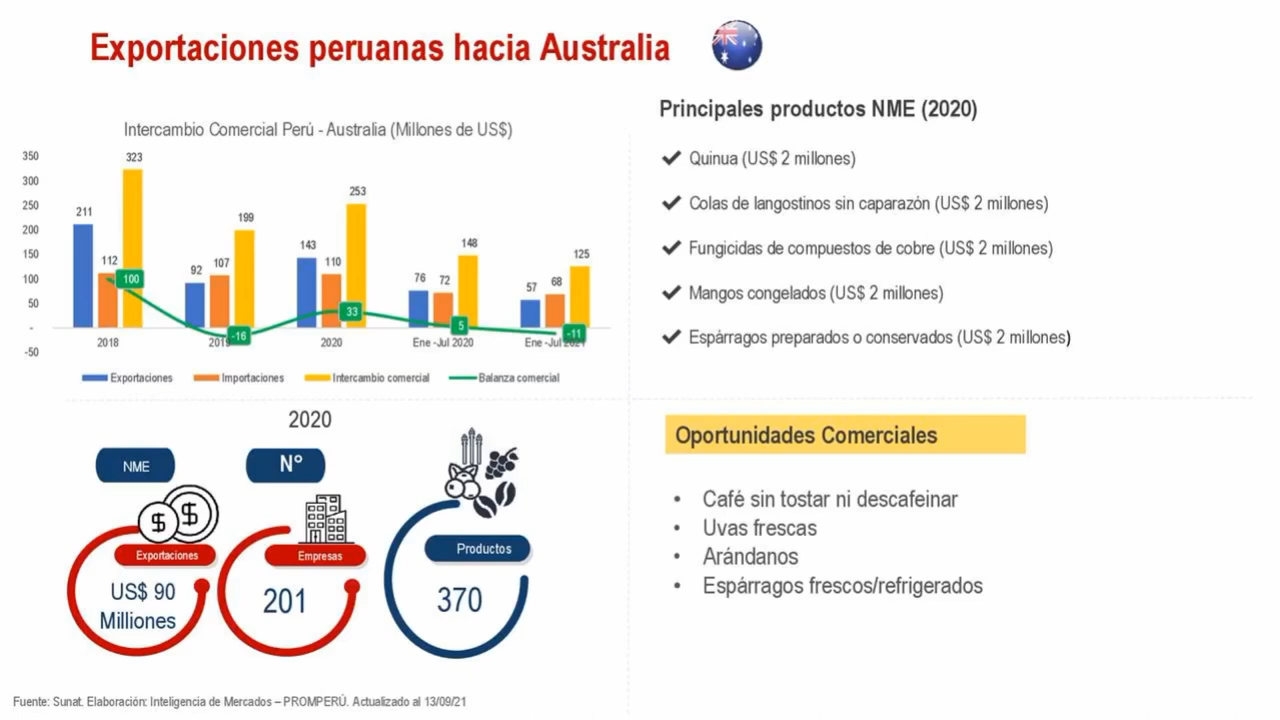 Exportaciones peruanas hacia Australia
Intercambio Comercial Perú - Australia (Millones de US$)
350
300
250
200
150
100
50
-
-50
211
112
323
100
92
107
199
-16
143
110
253
33
76
72
148
5
57
68
125
-11
2018
2019
2020
Ene -Jul 2020
Ene -Jul 2021
Exportaciones
Importaciones
Intercambio comercial
Balanza comercial
Principales productos NME (2020)
Quinua (US$ 2 millones)
Colas de langostinos sin caparazón (US$ 2 millones)
Fungicidas de compuestos de cobre (US$ 2 millones)
Mangos congelados (US$ 2 millones)
Espárragos preparados o conservados (US$ 2 millones)
2020
NME
N°
$ $
Exportaciones
US$ 90
Milliones
Empresas
201
Productos
370
Oportunidades Comerciales
• Café sin tostar ni descafeinar
• Uvas frescas
• Arándanos
• Espárragos frescos/refrigerados
Fuente: Sunat. Elaboración: Inteligencia de Mercados – PROMPERÚ. Actualizado al 13/09/21